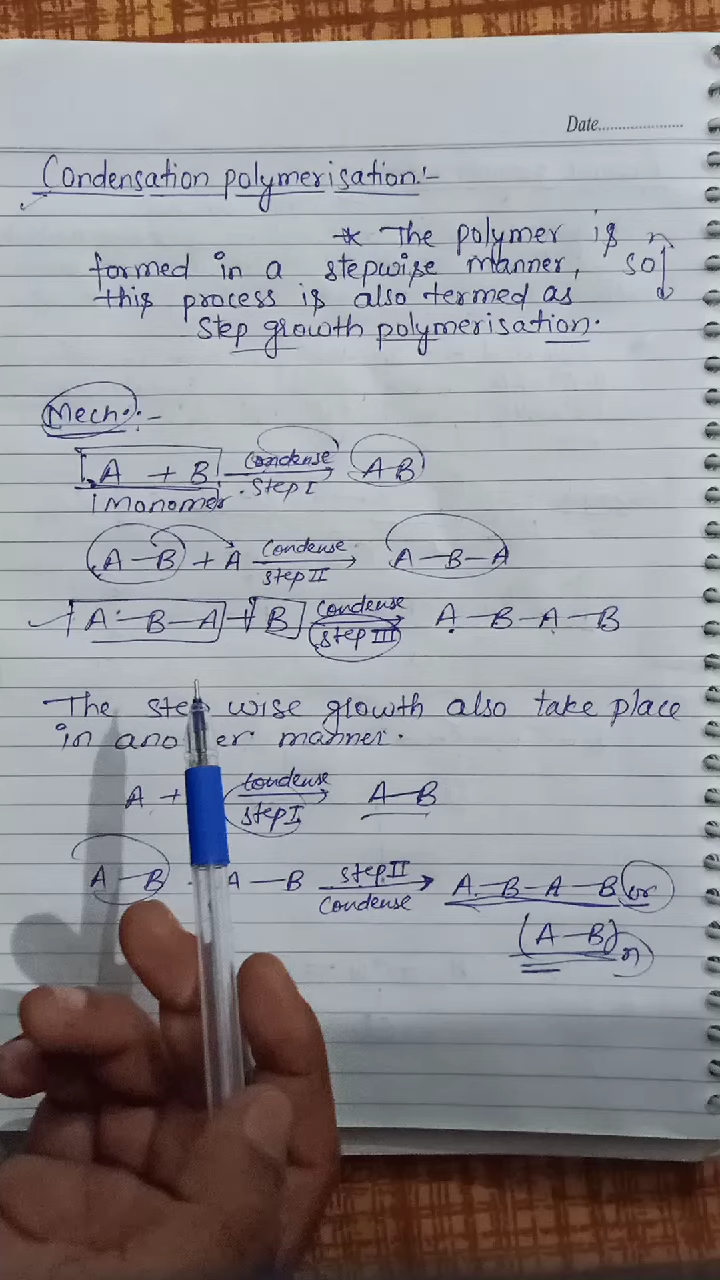 Date
Condensation polymerisation:-
* The polymer is
formed in a stepwise manner, so
this process is also termed as
step growth polymerisation.
Mech:-
A + B Condense Step I A-B
Monomer
A-B + A Condense step II A-B-A
A-B-A + B Condense step III A-B-A-B
The step wise growth also take place
in manner.
A + Condense step I A-B
A-B A-B step II Condense A-B-A-B or
(A-B)n